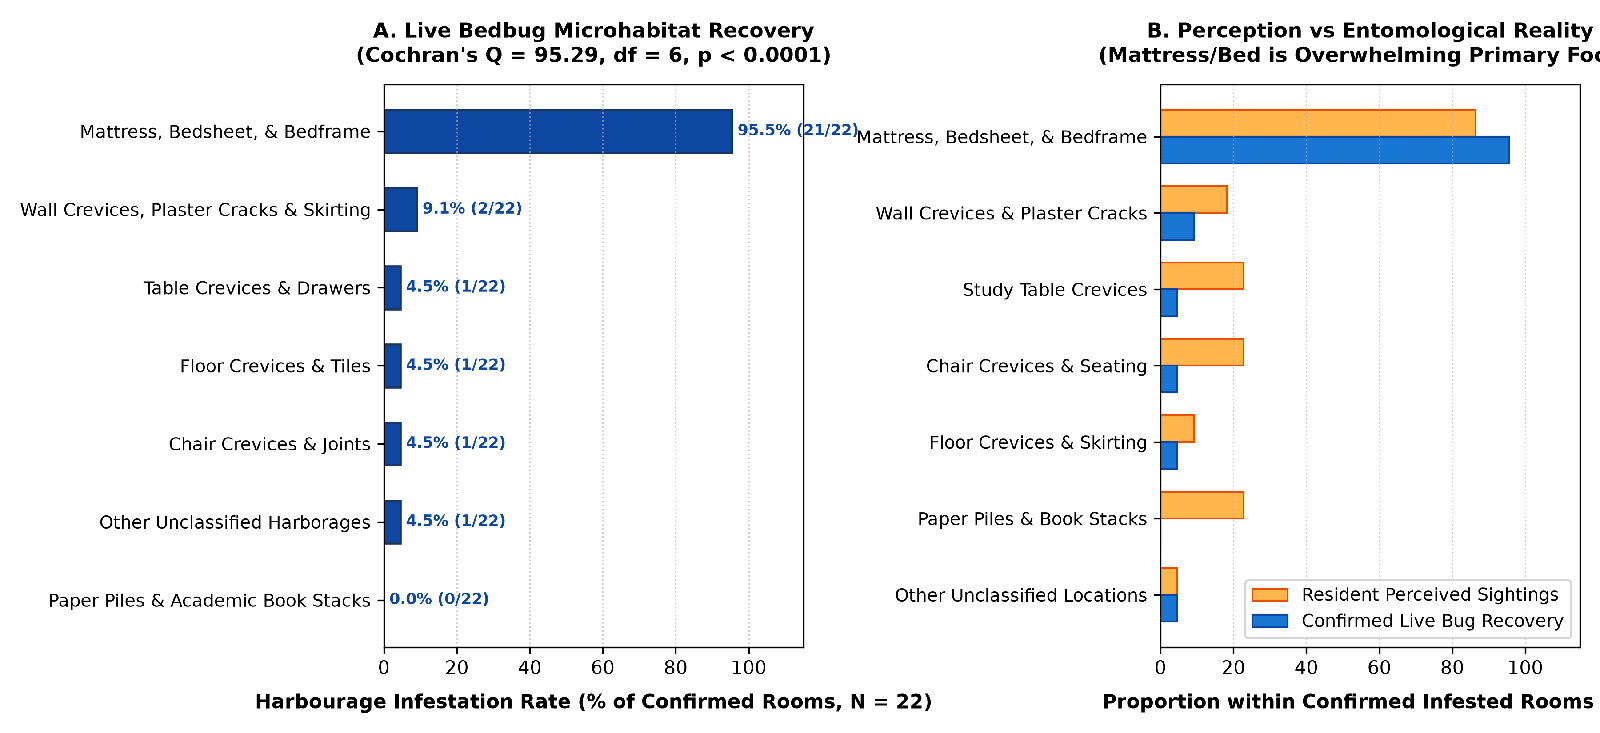 A. Live Bedbug Microhabitat Recovery
(Cochran's Q = 95.29, df = 6, p < 0.0001)
Mattress, Bedsheet, & Bedframe
95.5% (21/22)
Wall Crevices, Plaster Cracks & Skirting
9.1% (2/22)
Table Crevices & Drawers
4.5% (1/22)
Floor Crevices & Tiles
4.5% (1/22)
Chair Crevices & Joints
4.5% (1/22)
Other Unclassified Harborages
4.5% (1/22)
Paper Piles & Academic Book Stacks
0.0% (0/22)
0 20 40 60 80 100
Harbourage Infestation Rate (% of Confirmed Rooms, N = 22)
B. Perception vs Entomological Reality
(Mattress/Bed is Overwhelming Primary
Mattress, Bedsheet, & Bedframe
Wall Crevices & Plaster Cracks
Study Table Crevices
Chair Crevices & Seating
Floor Crevices & Skirting
Paper Piles & Book Stacks
Other Unclassified Locations
Resident Perceived Sightings
Confirmed Live Bug Recovery
0 20 40 60 80 100
Proportion within Confirmed Infested Rooms